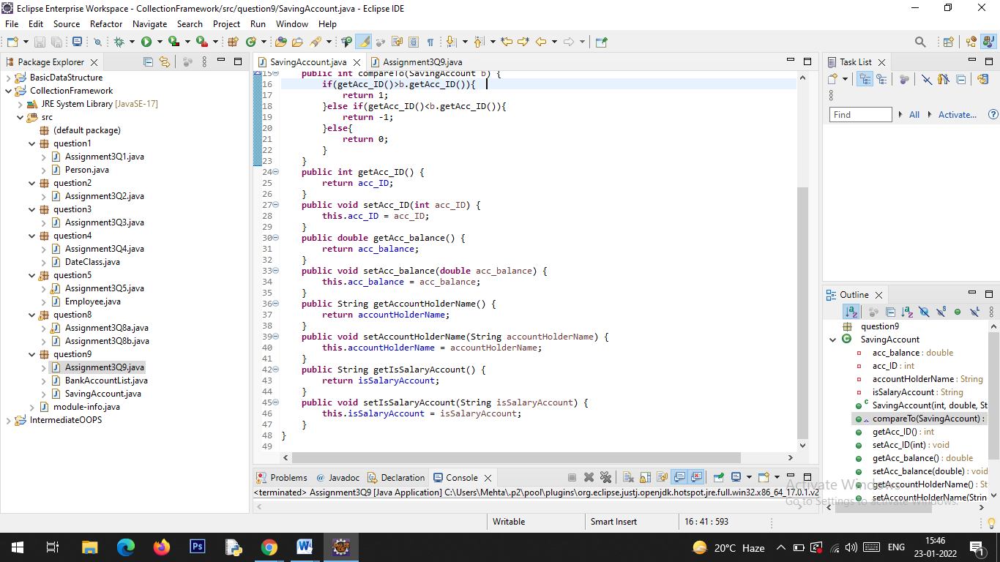 Eclipse Enterprise Workspace - CollectionFramework/src/question9/SavingAccount.java - Eclipse IDE
File Edit Source Refactor Navigate Search Project Run Window Help
Package Explorer
BasicDataStructure
CollectionFramework
JRE System Library [JavaSE-17]
src
(default package)
question1
Assignment3Q1.java
Person.java
question2
Assignment3Q2.java
question3
Assignment3Q3.java
question4
Assignment3Q4.java
DateClass.java
question5
Assignment3Q5.java
Employee.java
question8
Assignment3Q8a.java
Assignment3Q8b.java
question9
Assignment3Q9.java
BankAccountList.java
SavingAccount.java
module-info.java
IntermediateOOPS
SavingAccount.java
Assignment3Q9.java
15 public int compareTo(SavingAccount b) {
16 if(getAcc_ID()>b.getAcc_ID()){
17 return 1;
18 }else if(getAcc_ID()<b.getAcc_ID()){
19 return -1;
20 }else{
21 return 0;
22 }
23 }
24 public int getAcc_ID() {
25 return acc_ID;
26 }
27 public void setAcc_ID(int acc_ID) {
28 this.acc_ID = acc_ID;
29 }
30 public double getAcc_balance() {
31 return acc_balance;
32 }
33 public void setAcc_balance(double acc_balance) {
34 this.acc_balance = acc_balance;
35 }
36 public String getAccountHolderName() {
37 return accountHolderName;
38 }
39 public void setAccountHolderName(String accountHolderName) {
40 this.accountHolderName = accountHolderName;
41 }
42 public String getIsSalaryAccount() {
43 return isSalaryAccount;
44 }
45 public void setIsSalaryAccount(String isSalaryAccount) {
46 this.isSalaryAccount = isSalaryAccount;
47 }
48 }
49
Problems @ Javadoc Declaration Console
<terminated> Assignment3Q9 [Java Application] C:\Users\Mehta\.p2\pool\plugins\org.eclipse.justj.openjdk.hotspot.jre.full.win32.x86_64_17.0.1.v2
Task List
Find All Activate...
Outline
question9
SavingAccount
acc_balance : double
acc_ID : int
accountHolderName : String
isSalaryAccount : String
SavingAccount(int, double, St
compareTo(SavingAccount) :
getAcc_ID() : int
setAcc_ID(int) : void
getAcc_balance() : double
setAcc_balance(double) : void
getAccountHolderName() : St
setAccountHolderName(Strin
Activate Windows
Go to Settings to activate Windows.
Writable Smart Insert 16 : 41 : 593
Ps W JAVA EE IDE
20°C Haze ENG 15:46
23-01-2022
1